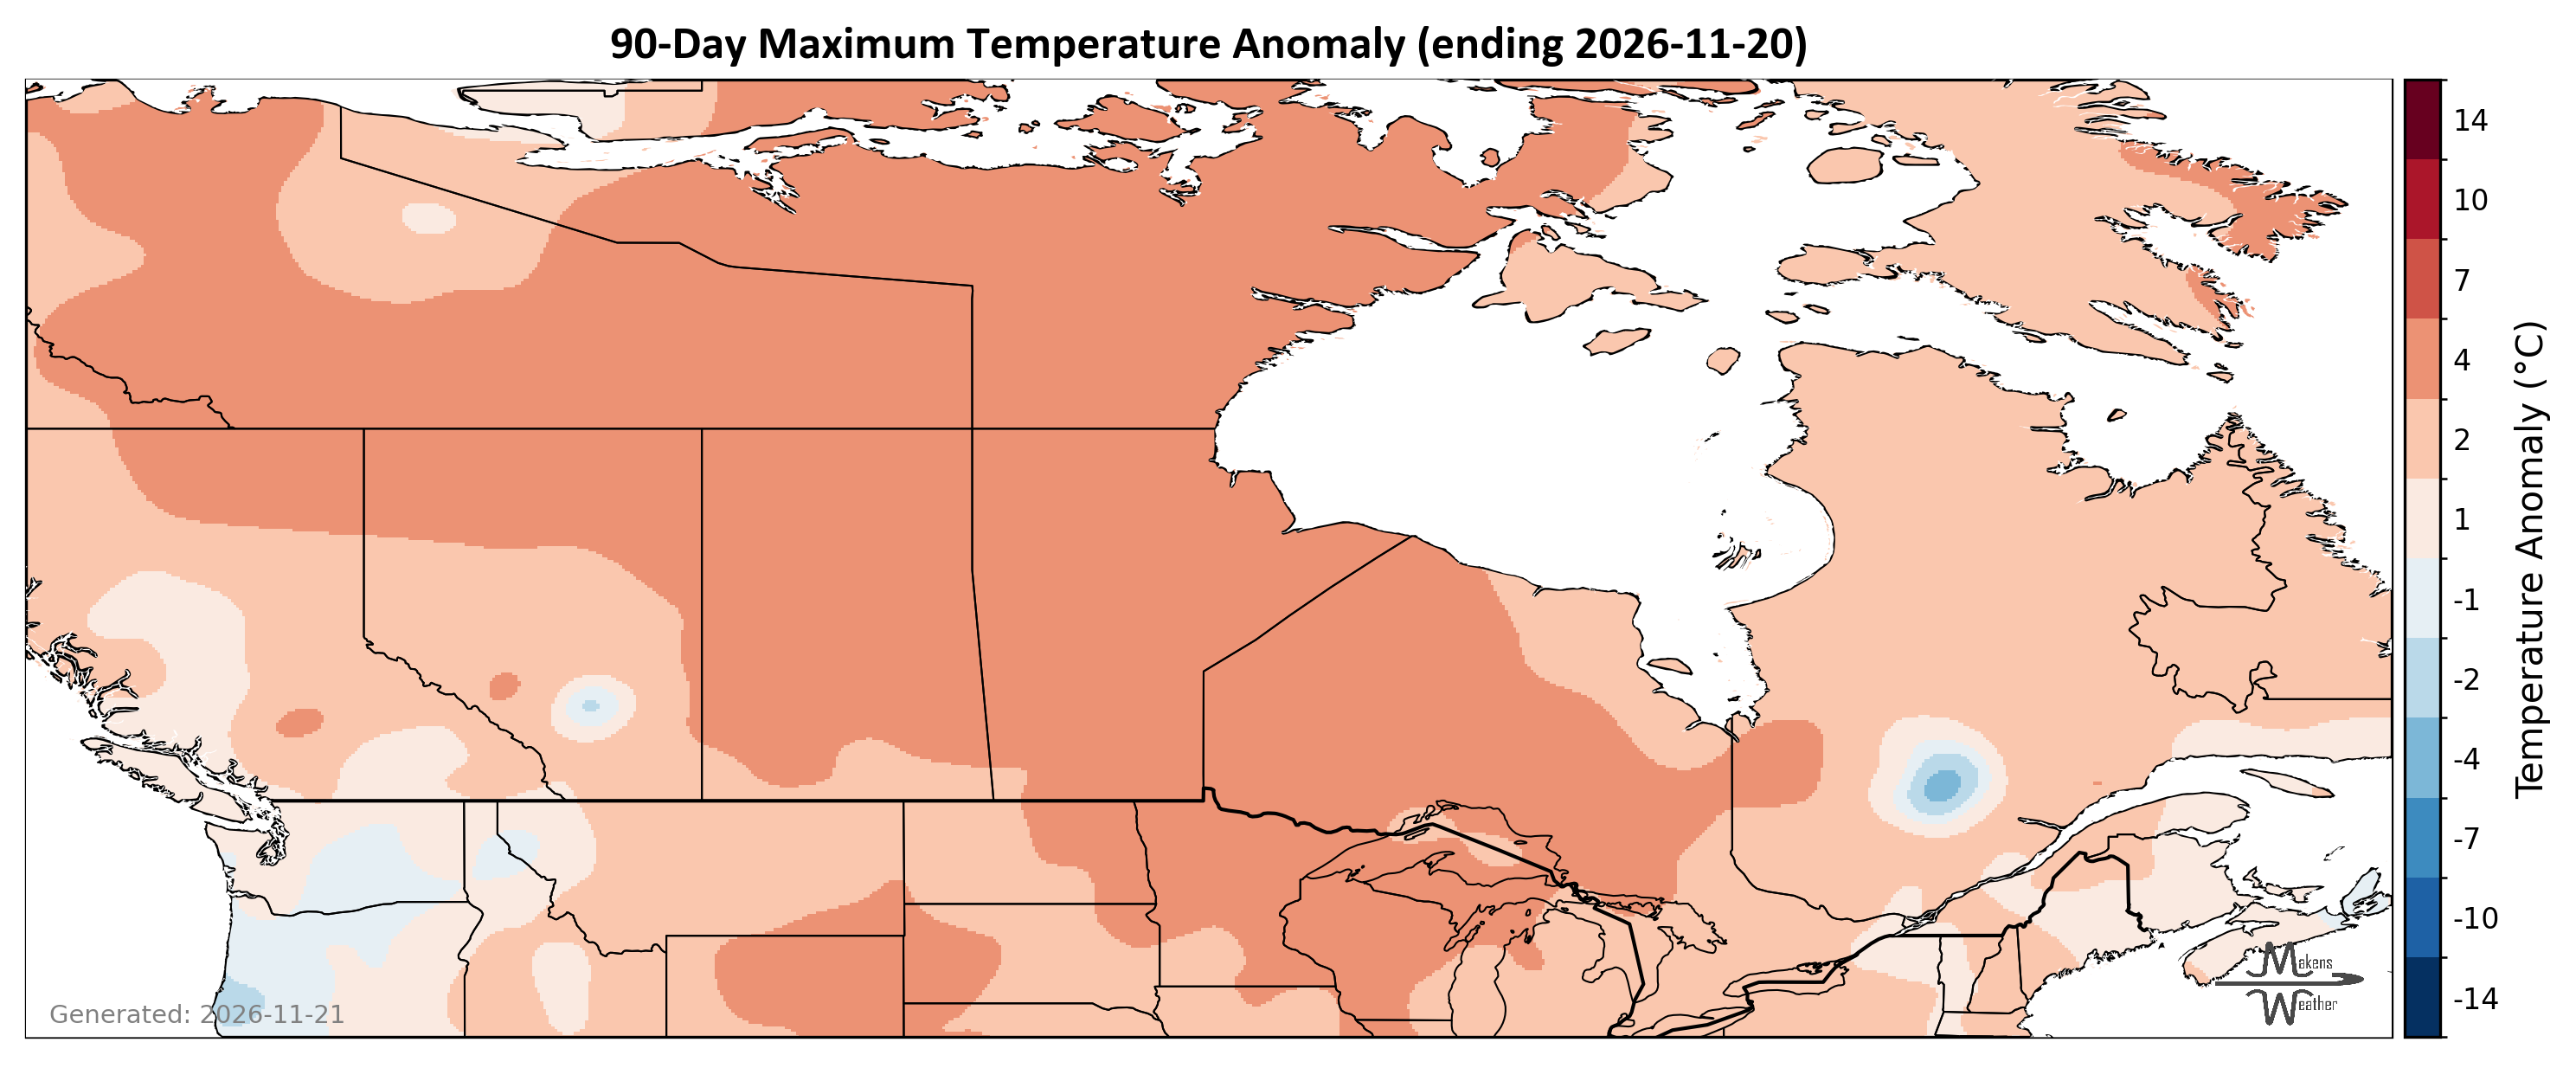 90-Day Maximum Temperature Anomaly (ending 2026-11-20)
14
10
7
4
2
1
-1
-2
-4
-7
-10
-14
Temperature Anomaly (°C)
Generated: 2026-11-21
Makens
Weather